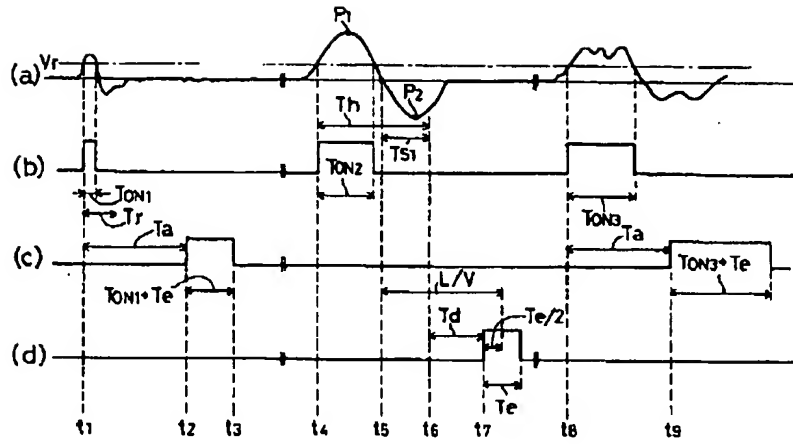 P1
(a) Vr
P2
Th
TS1
(b)
TON2
TON1
TON3
Tr
Ta
Ta
(c)
L/V
TON3+Te
TON1+Te
Td
Te/2
(d)
Te
t1 t2 t3 t4 t5 t6 t7 t8 t9